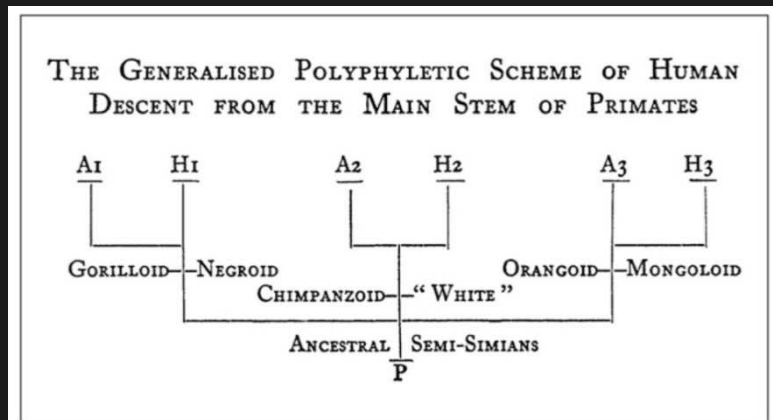 The Generalised Polyphyletic Scheme of Human
Descent from the Main Stem of Primates
A1 H1 A2 H2 A3 H3
Gorilloid—Negroid Orangoid—Mongoloid
Chimpanzoid—"White"
Ancestral Semi-Simians
P